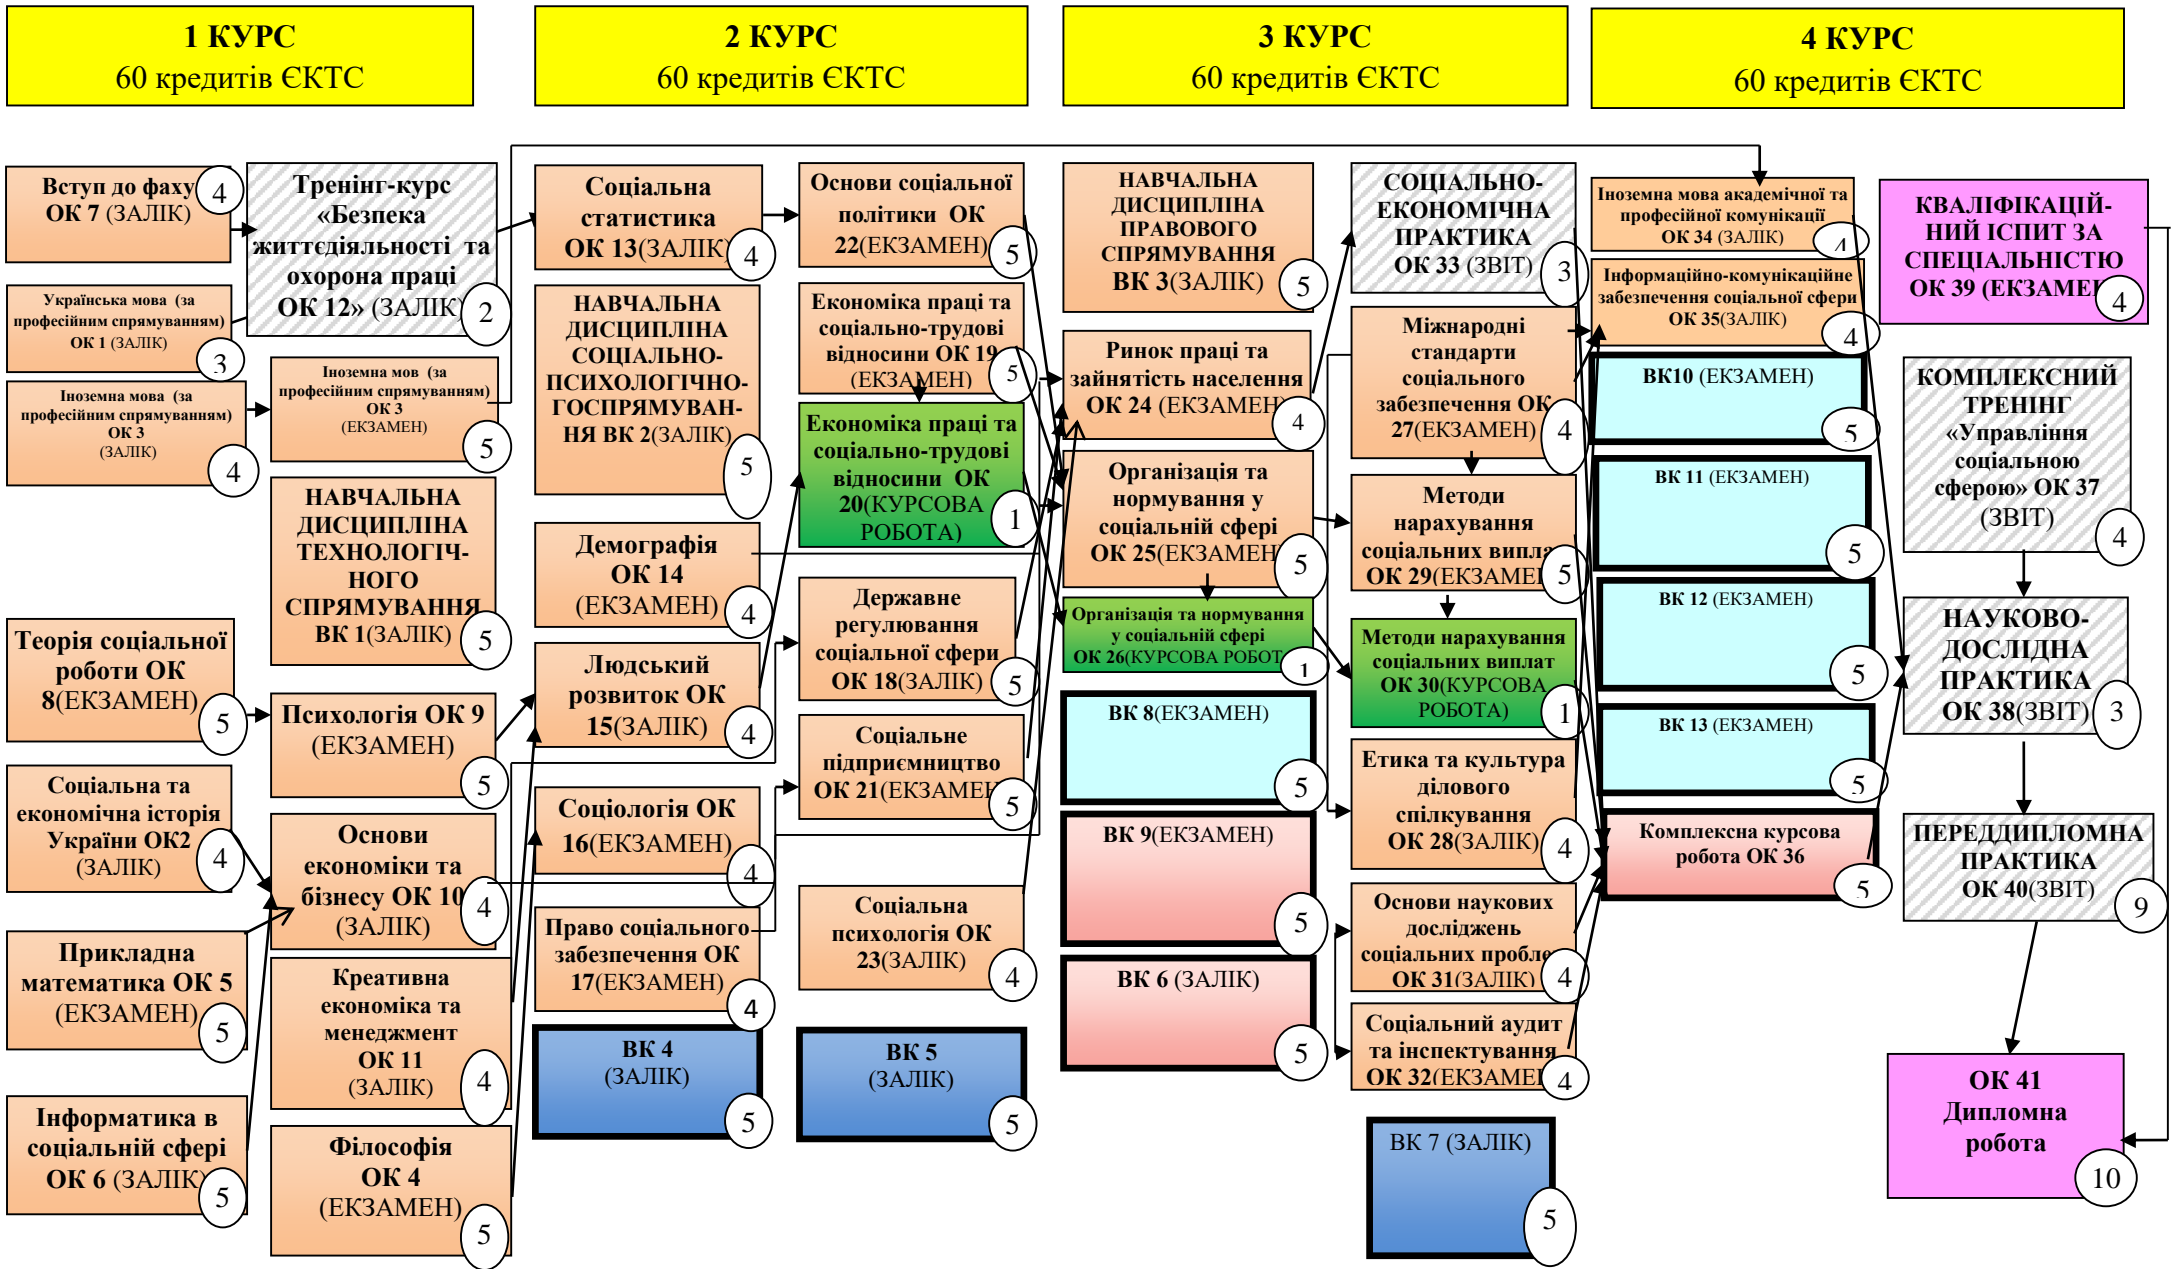 1 КУРС
60 кредитів ЄКТС
2 КУРС
60 кредитів ЄКТС
3 КУРС
60 кредитів ЄКТС
4 КУРС
60 кредитів ЄКТС
Вступ до фаху
ОК 7 (ЗАЛІК)
4
Українська мова (за
професійним спрямуванням)
ОК 1 (ЗАЛІК)
3
Іноземна мова (за
професійним спрямуванням)
ОК 3
(ЗАЛІК)
4
Теорія соціальної
роботи ОК
8(ЕКЗАМЕН)
5
Соціальна та
економічна історія
України ОК2
(ЗАЛІК)
4
Прикладна
математика ОК 5
(ЕКЗАМЕН)
5
Інформатика в
соціальній сфері
ОК 6 (ЗАЛІК)
5
Тренінг-курс
«Безпека
життєдіяльності та
охорона праці
ОК 12» (ЗАЛІК)
2
Іноземна мов (за
професійним спрямуванням)
ОК 3
(ЕКЗАМЕН)
5
НАВЧАЛЬНА
ДИСЦИПЛІНА
ТЕХНОЛОГІЧ-
НОГО
СПРЯМУВАННЯ
ВК 1(ЗАЛІК)
5
Психологія ОК 9
(ЕКЗАМЕН)
5
Основи
економіки та
бізнесу ОК 10
(ЗАЛІК)
4
Креативна
економіка та
менеджмент
ОК 11
(ЗАЛІК)
4
Філософія
ОК 4
(ЕКЗАМЕН)
5
Соціальна
статистика
ОК 13(ЗАЛІК)
4
НАВЧАЛЬНА
ДИСЦИПЛІНА
СОЦІАЛЬНО-
ПСИХОЛОГІЧНО-
ГОСПРЯМУВАН-
НЯ ВК 2(ЗАЛІК)
5
Демографія
ОК 14
(ЕКЗАМЕН)
4
Людський
розвиток ОК
15(ЗАЛІК)
4
Соціологія ОК
16(ЕКЗАМЕН)
4
Право соціального
забезпечення ОК
17(ЕКЗАМЕН)
4
ВК 4
(ЗАЛІК)
5
Основи соціальної
політики ОК
22(ЕКЗАМЕН)
5
Економіка праці та
соціально-трудові
відносини ОК 19
(ЕКЗАМЕН)
5
Економіка праці та
соціально-трудові
відносини ОК
20(КУРСОВА
РОБОТА)
1
Державне
регулювання
соціальної сфери
ОК 18(ЗАЛІК)
5
Соціальне
підприємництво
ОК 21(ЕКЗАМЕН
5
Соціальна
психологія ОК
23(ЗАЛІК)
4
ВК 5
(ЗАЛІК)
5
НАВЧАЛЬНА
ДИСЦИПЛІНА
ПРАВОВОГО
СПРЯМУВАННЯ
ВК 3(ЗАЛІК)
5
Ринок праці та
зайнятість населення
ОК 24 (ЕКЗАМЕН)
4
Організація та
нормування у
соціальній сфері
ОК 25(ЕКЗАМЕН
5
Організація та нормування
у соціальній сфері
ОК 26(КУРСОВА РОБОТ
1
ВК 8(ЕКЗАМЕН)
5
ВК 9(ЕКЗАМЕН)
5
ВК 6 (ЗАЛІК)
5
СОЦІАЛЬНО-
ЕКОНОМІЧНА
ПРАКТИКА
ОК 33 (ЗВІТ)
3
Міжнародні
стандарти
соціального
забезпечення ОК
27(ЕКЗАМЕН)
4
Методи
нарахування
соціальних випла
ОК 29(ЕКЗАМЕН
5
Методи нарахування
соціальних виплат
ОК 30(КУРСОВА
РОБОТА)
1
Етика та культура
ділового
спілкування
ОК 28(ЗАЛІК)
4
Основи наукових
досліджень
соціальних пробле
ОК 31(ЗАЛІК)
4
Соціальний аудит
та інспектування
ОК 32(ЕКЗАМЕН
4
ВК 7 (ЗАЛІК)
5
Іноземна мова академічної та
професійної комунікації
ОК 34 (ЗАЛІК)
4
Інформаційно-комунікаційне
забезпечення соціальної сфери
ОК 35(ЗАЛІК)
4
ВК10 (ЕКЗАМЕН)
5
ВК 11 (ЕКЗАМЕН)
5
ВК 12 (ЕКЗАМЕН)
5
ВК 13 (ЕКЗАМЕН)
5
Комплексна курсова
робота ОК 36
5
КВАЛІФІКАЦІЙ-
НИЙ ІСПИТ ЗА
СПЕЦІАЛЬНІСТЮ
ОК 39 (ЕКЗАМЕН
4
КОМПЛЕКСНИЙ
ТРЕНІНГ
«Управління
соціальною
сферою» ОК 37
(ЗВІТ)
4
НАУКОВО-
ДОСЛІДНА
ПРАКТИКА
ОК 38(ЗВІТ)
3
ПЕРЕДДИПЛОМНА
ПРАКТИКА
ОК 40(ЗВІТ)
9
ОК 41
Дипломна
робота
10